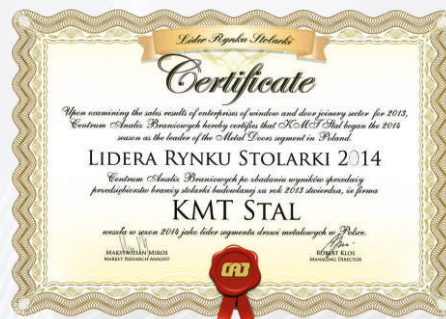 Lider Rynku Stolarki
Certificate
Upon examining the sales results of enterprises of window and door joinery sector for 2013,
Centrum Analiz Branżowych hereby certifies that KMT Stal began the 2014
season as the leader of the Metal Doors segment in Poland.
LIDERA RYNKU STOLARKI 2014
Centrum Analiz Branżowych po zbadaniu wyników sprzedaży
przedsiębiorstw branży stolarki budowlanej za rok 2013 stwierdza, że firma
KMT STAL
weszła w sezon 2014 jako lider segmentu drzwi metalowych w Polsce.
MAKSYMILIAN MIROS
MARKET RESEARCH ANALYST
ROBERT KLOS
MANAGING DIRECTOR
CAB